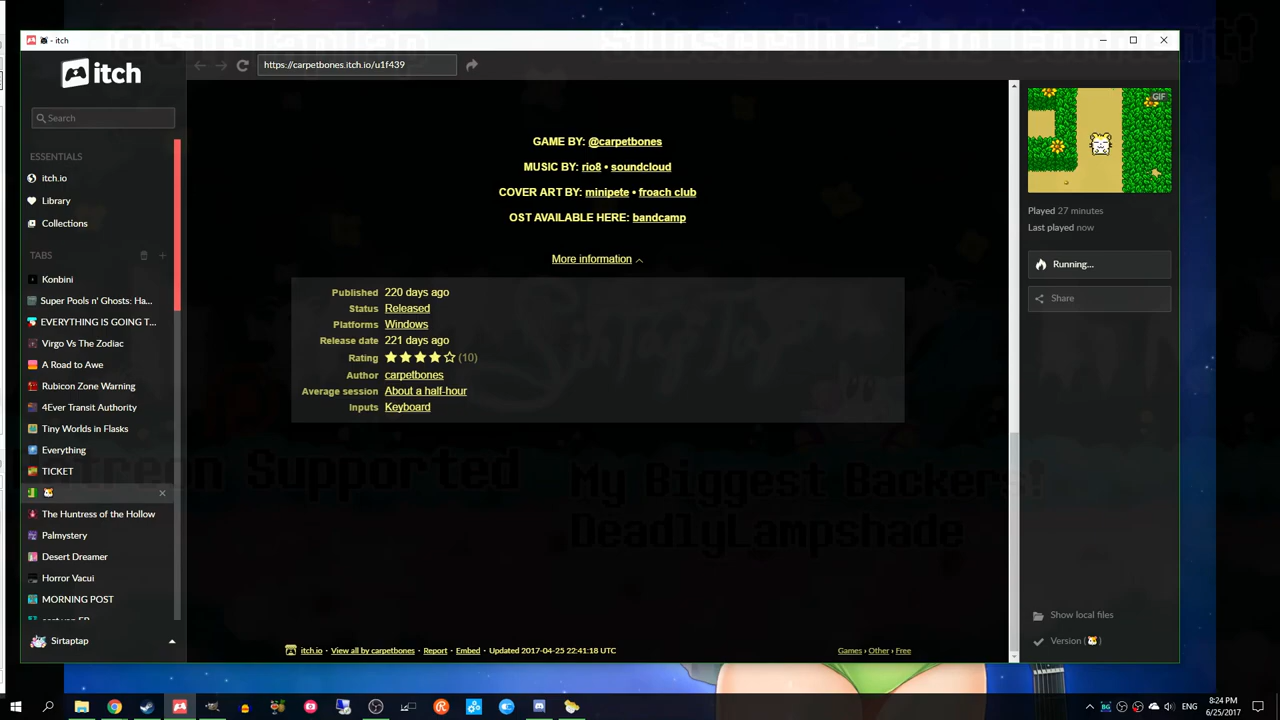 - itch
itch
https://carpetbones.itch.io/u1f439
Search
ESSENTIALS
itch.io
Library
Collections
TABS
Konbini
Super Pools n' Ghosts: Ha...
EVERYTHING IS GOING T...
Virgo Vs The Zodiac
A Road to Awe
Rubicon Zone Warning
4Ever Transit Authority
Tiny Worlds in Flasks
Everything
TICKET
The Huntress of the Hollow
Palmystery
Desert Dreamer
Horror Vacui
MORNING POST
Sirtaptap
GAME BY: @carpetbones
MUSIC BY: rio8 • soundcloud
COVER ART BY: minipete • froach club
OST AVAILABLE HERE: bandcamp
More information
Published 220 days ago
Status Released
Platforms Windows
Release date 221 days ago
Rating (10)
Author carpetbones
Average session About a half-hour
Inputs Keyboard
treon Supported
My Biggest Backers!
DeadlyLampshade
itch.io • View all by carpetbones • Report • Embed • Updated 2017-04-25 22:41:18 UTC
Games › Other › Free
GIF
Played 27 minutes
Last played now
Running...
Share
Show local files
Version (🐹)
ENG
8:24 PM
6/25/2017